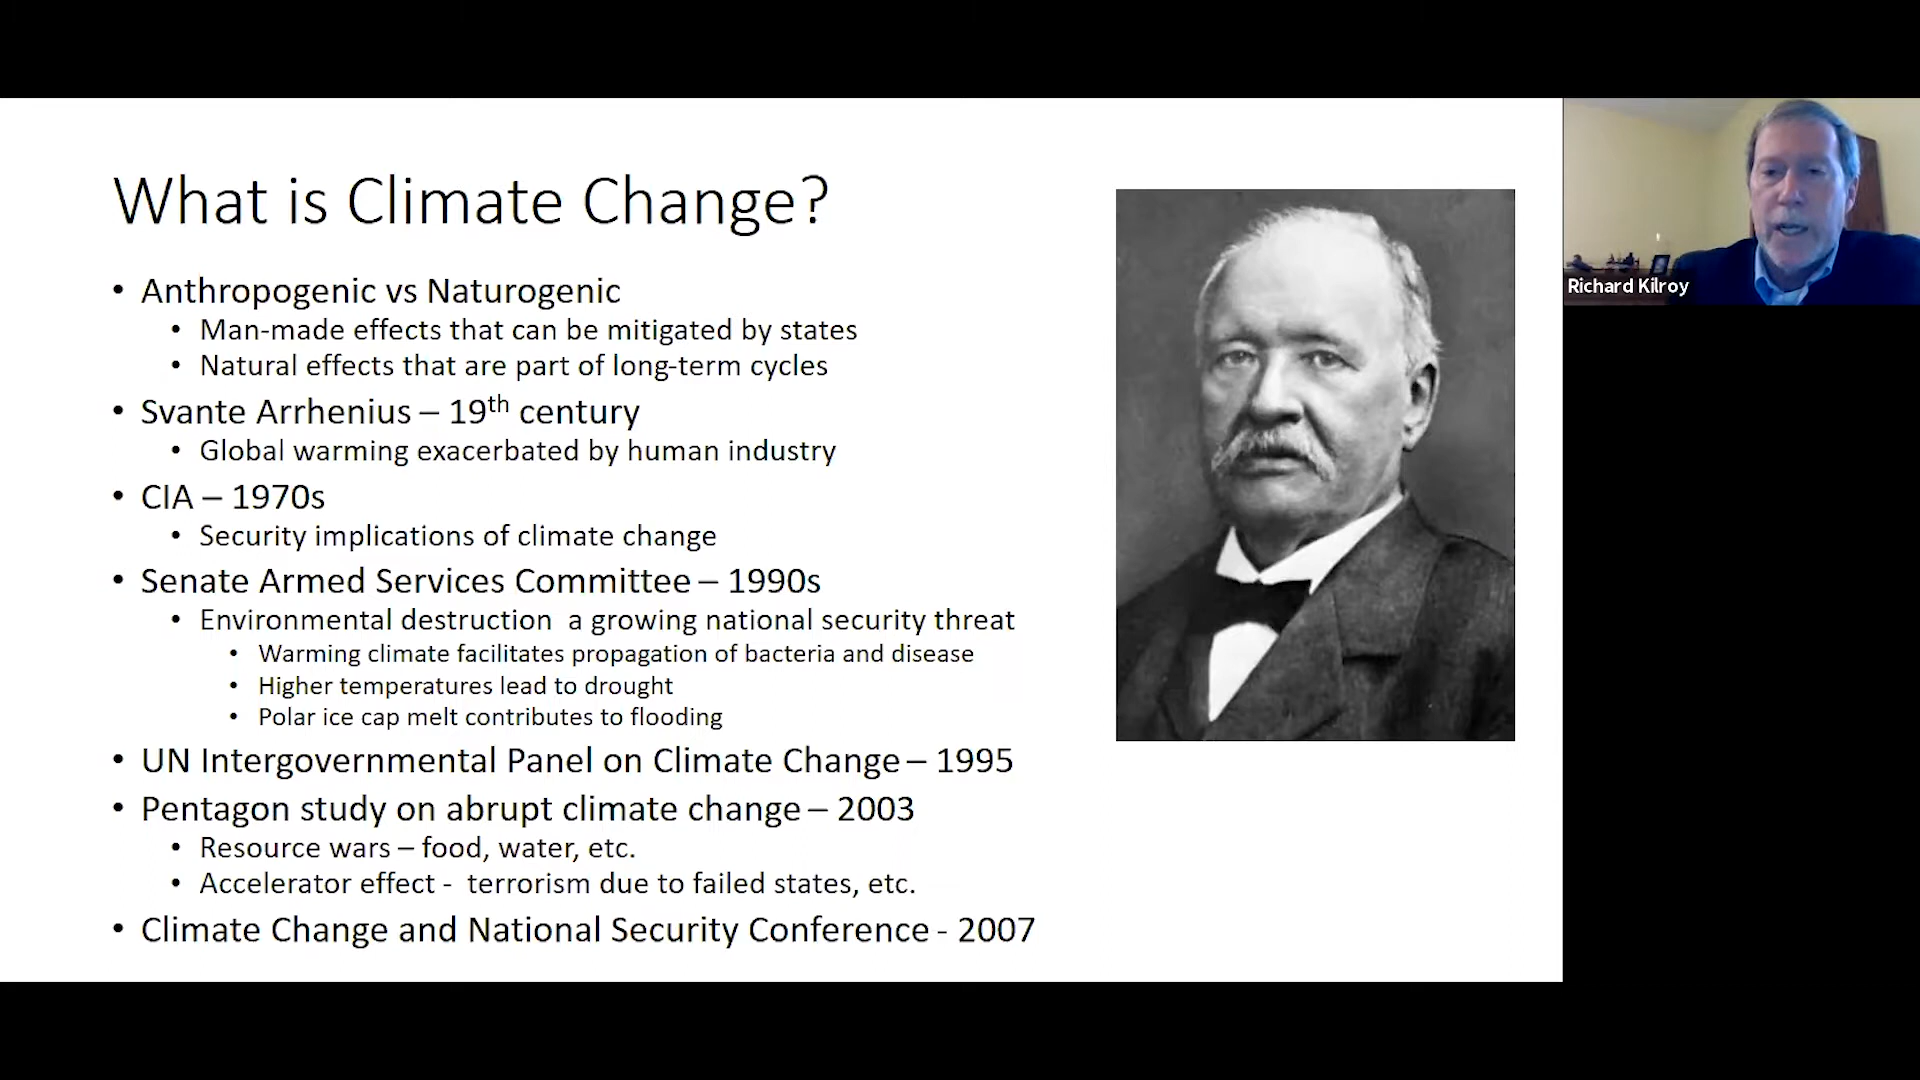 What is Climate Change?
• Anthropogenic vs Naturogenic
• Man-made effects that can be mitigated by states
• Natural effects that are part of long-term cycles
• Svante Arrhenius – 19th century
• Global warming exacerbated by human industry
• CIA – 1970s
• Security implications of climate change
• Senate Armed Services Committee – 1990s
• Environmental destruction  a growing national security threat
• Warming climate facilitates propagation of bacteria and disease
• Higher temperatures lead to drought
• Polar ice cap melt contributes to flooding
• UN Intergovernmental Panel on Climate Change – 1995
• Pentagon study on abrupt climate change – 2003
• Resource wars – food, water, etc.
• Accelerator effect -  terrorism due to failed states, etc.
• Climate Change and National Security Conference - 2007
Richard Kilroy